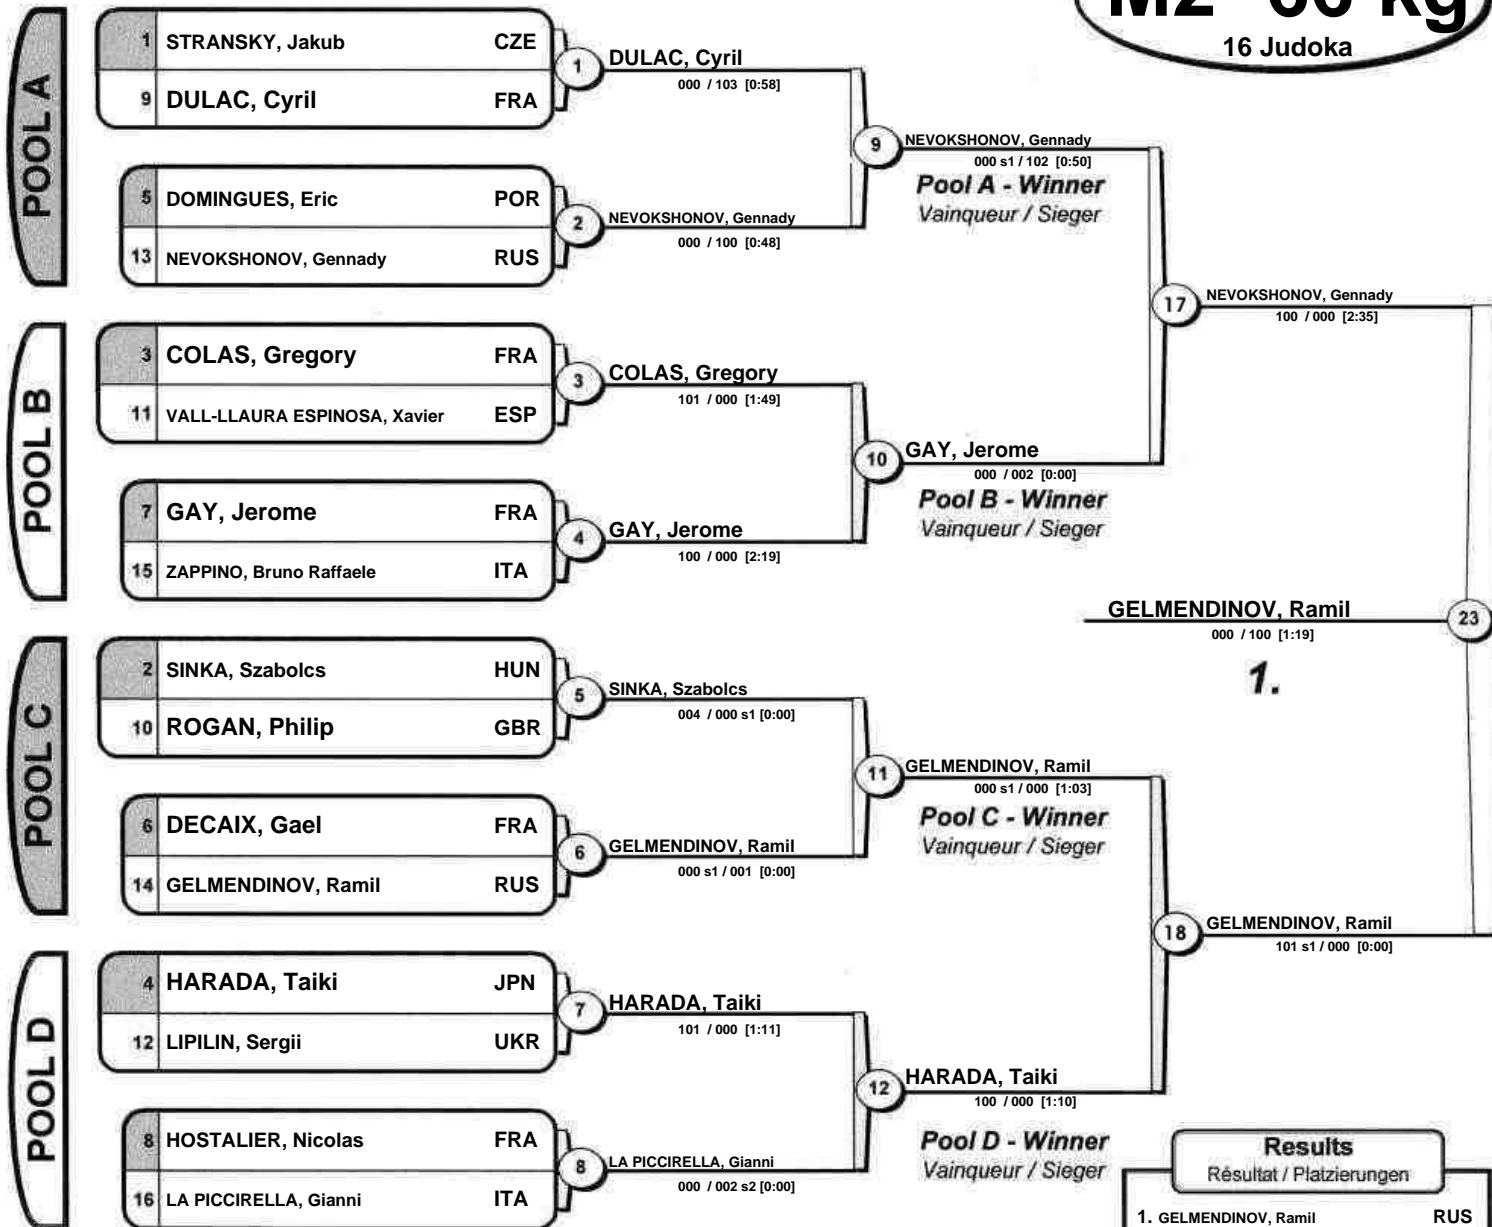 M2 -66 kg
16 Judoka
POOL A
1 STRANSKY, Jakub CZE
9 DULAC, Cyril FRA
1
DULAC, Cyril
000 / 103 [0:58]
5 DOMINGUES, Eric POR
13 NEVOKSHONOV, Gennady RUS
2
NEVOKSHONOV, Gennady
000 / 100 [0:48]
9
NEVOKSHONOV, Gennady
000 s1 / 102 [0:50]
Pool A - Winner
Vainqueur / Sieger
POOL B
3 COLAS, Gregory FRA
11 VALL-LLAURA ESPINOSA, Xavier ESP
3
COLAS, Gregory
101 / 000 [1:49]
7 GAY, Jerome FRA
15 ZAPPINO, Bruno Raffaele ITA
4
GAY, Jerome
100 / 000 [2:19]
10
GAY, Jerome
000 / 002 [0:00]
Pool B - Winner
Vainqueur / Sieger
17
NEVOKSHONOV, Gennady
100 / 000 [2:35]
GELMENDINOV, Ramil
23
000 / 100 [1:19]
1.
POOL C
2 SINKA, Szabolcs HUN
10 ROGAN, Philip GBR
5
SINKA, Szabolcs
004 / 000 s1 [0:00]
6 DECAIX, Gael FRA
14 GELMENDINOV, Ramil RUS
6
GELMENDINOV, Ramil
000 s1 / 001 [0:00]
11
GELMENDINOV, Ramil
000 s1 / 000 [1:03]
Pool C - Winner
Vainqueur / Sieger
18
GELMENDINOV, Ramil
101 s1 / 000 [0:00]
POOL D
4 HARADA, Taiki JPN
12 LIPILIN, Sergii UKR
7
HARADA, Taiki
101 / 000 [1:11]
8 HOSTALIER, Nicolas FRA
16 LA PICCIRELLA, Gianni ITA
8
LA PICCIRELLA, Gianni
000 / 002 s2 [0:00]
12
HARADA, Taiki
100 / 000 [1:10]
Pool D - Winner
Vainqueur / Sieger
Results
Résultat / Platzierungen
1. GELMENDINOV, Ramil RUS